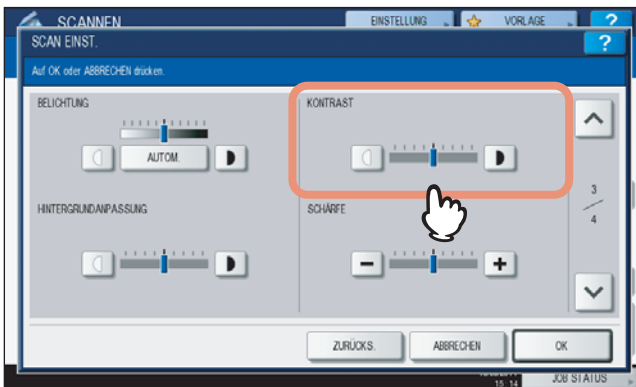 SCANNEN
EINSTELLUNG
VORLAGE
?
SCAN EINST.
?
Auf OK oder ABBRECHEN drücken.
BELICHTUNG
KONTRAST
AUTOM.
3
4
HINTERGRUNDANPASSUNG
SCHÄRFE
ZURÜCKS.
ABBRECHEN
OK
15:14
JOB STATUS